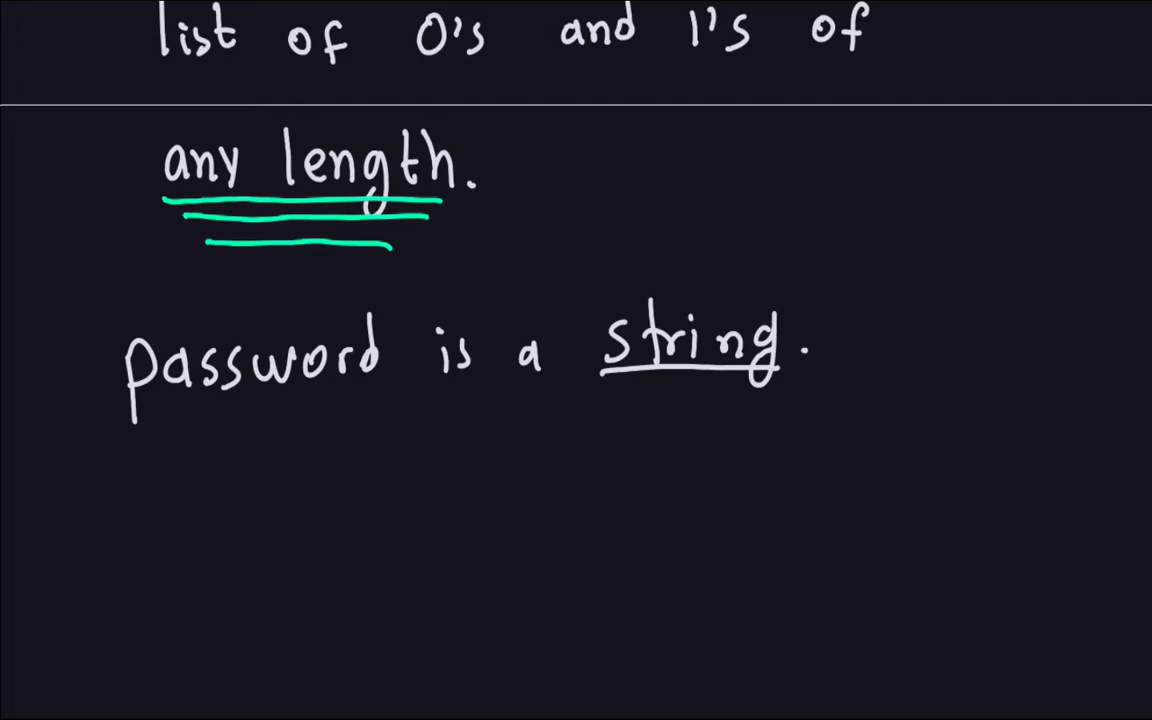 list of 0's and 1's of
any length.
password is a string.